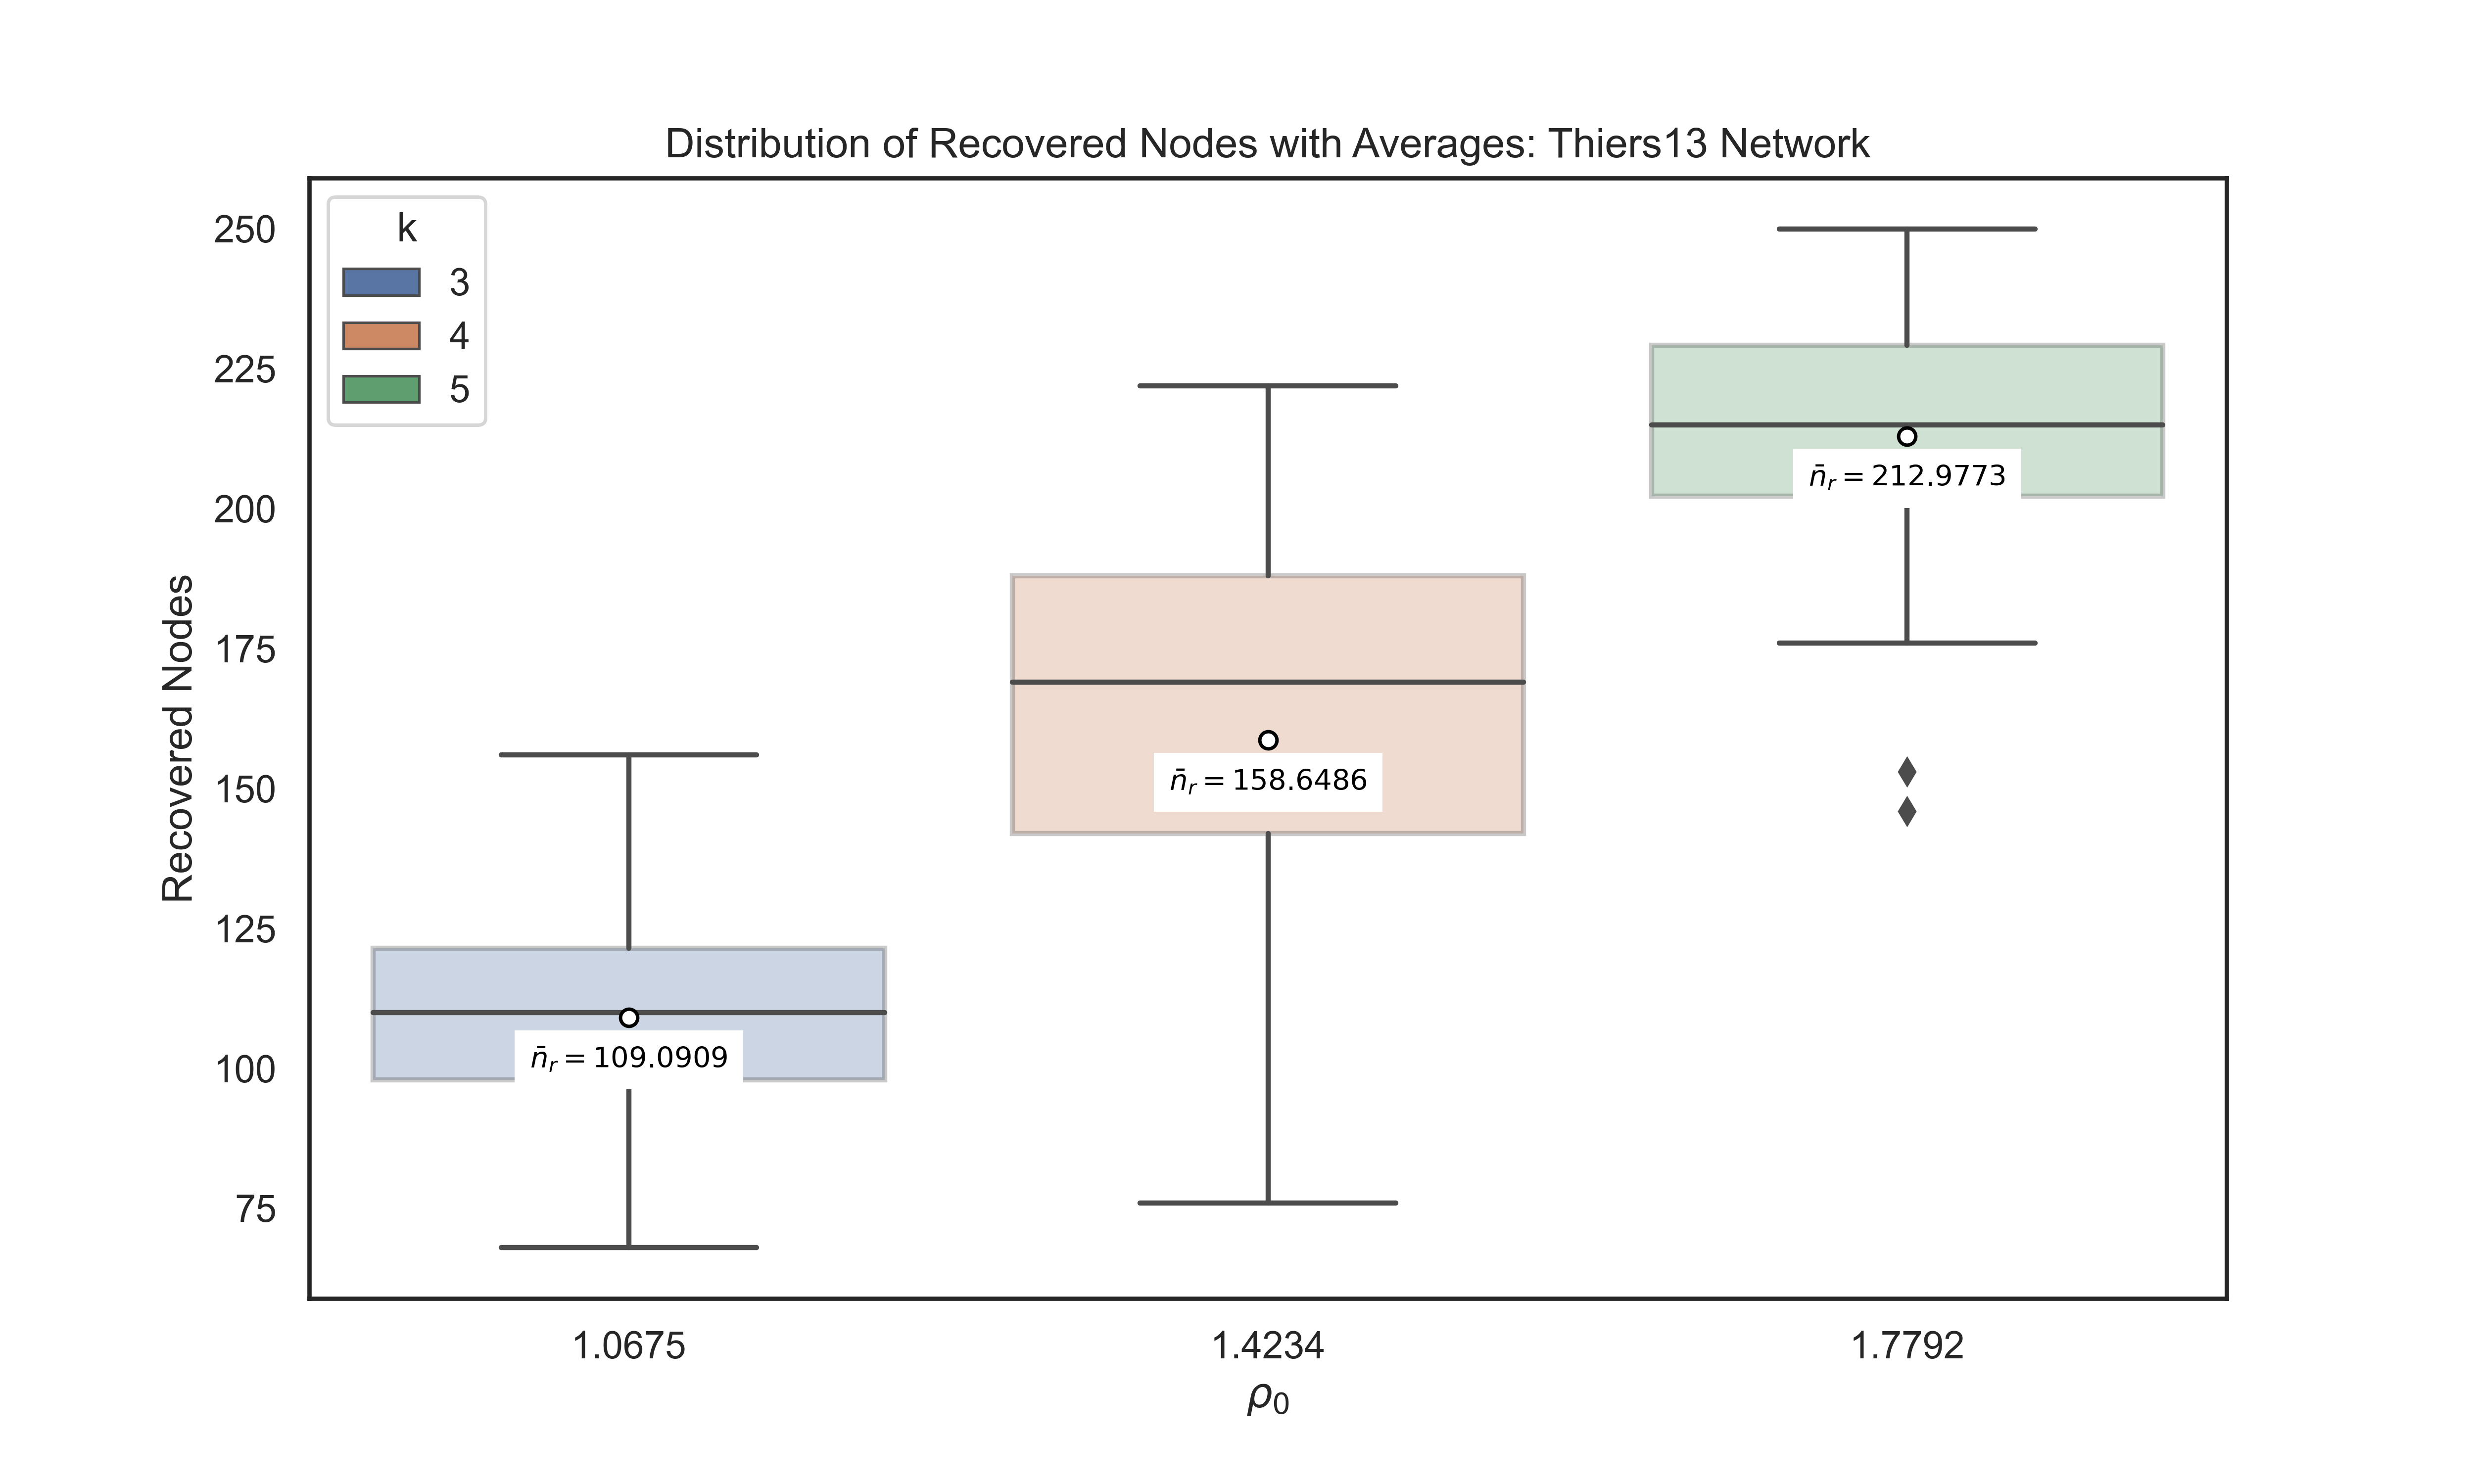 Distribution of Recovered Nodes with Averages: Thiers13 Network
k
3
4
5
250
225
200
175
150
125
100
75
Recovered Nodes
n̄_r = 212.9773
n̄_r = 158.6486
n̄_r = 109.0909
1.0675
1.4234
1.7792
ρ₀